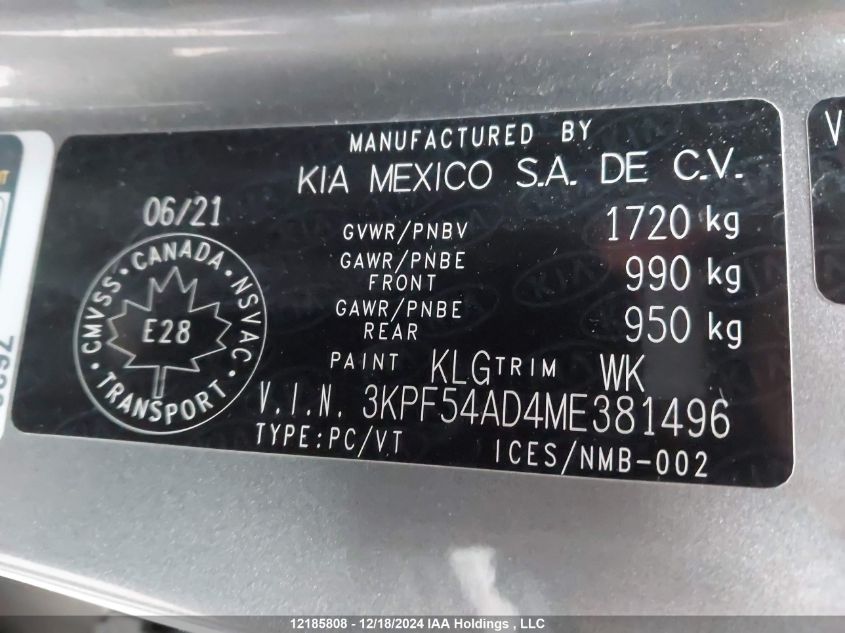 MANUFACTURED BY
KIA MEXICO S.A. DE C.V.
06/21
GVWR/PNBV 1720 kg
GAWR/PNBE FRONT 990 kg
GAWR/PNBE REAR 950 kg
PAINT KLG TRIM WK
V.I.N. 3KPF54AD4ME381496
TYPE:PC/VT ICES/NMB-002
CMVSS · CANADA · NSVAC · TRANSPORT
E28
V
12185808 - 12/18/2024 IAA Holdings , LLC